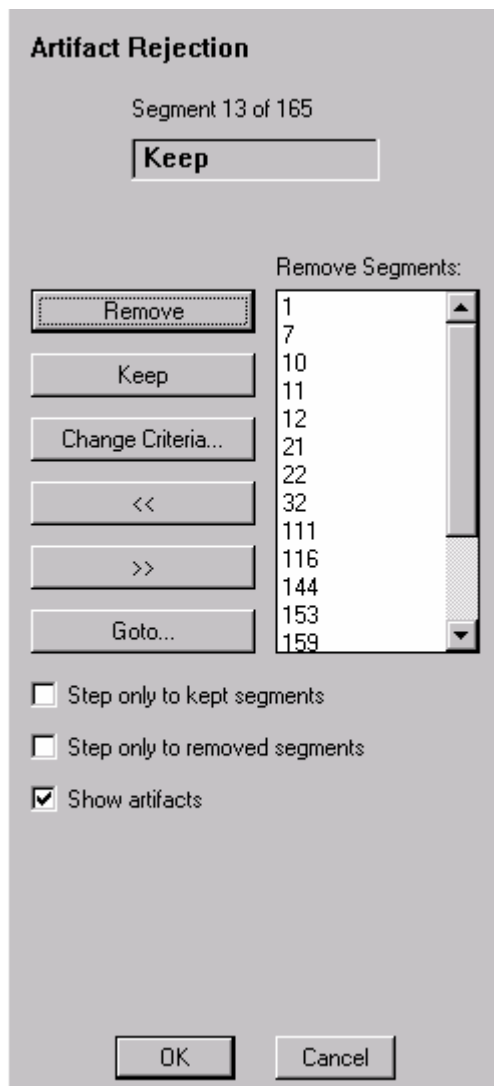 Artifact Rejection
Segment 13 of 165
Keep
Remove Segments:
Remove
Keep
Change Criteria...
<<
>>
Goto...
1
7
10
11
12
21
22
32
111
116
144
153
159
Step only to kept segments
Step only to removed segments
Show artifacts
OK
Cancel